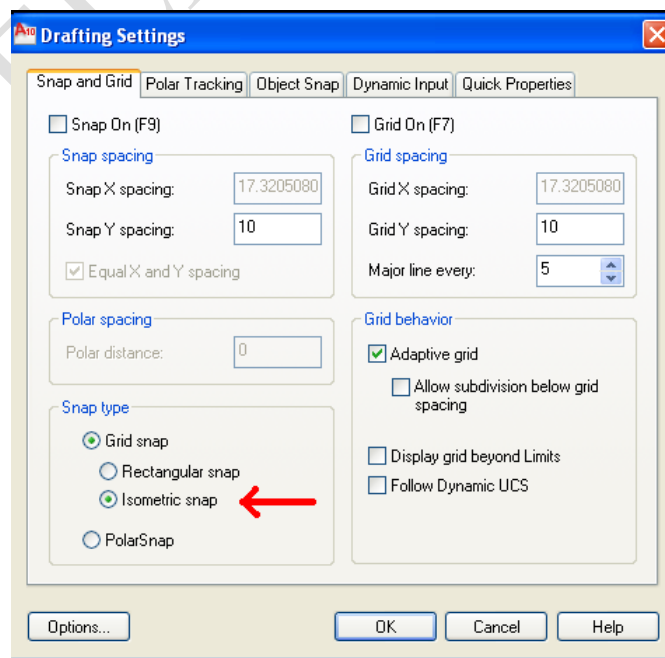 A10 Drafting Settings
Snap and Grid Polar Tracking Object Snap Dynamic Input Quick Properties
Snap On (F9)
Snap spacing
Snap X spacing: 17.3205080
Snap Y spacing: 10
Equal X and Y spacing
Polar spacing
Polar distance: 0
Snap type
Grid snap
Rectangular snap
Isometric snap
PolarSnap
Grid On (F7)
Grid spacing
Grid X spacing: 17.3205080
Grid Y spacing: 10
Major line every: 5
Grid behavior
Adaptive grid
Allow subdivision below grid
spacing
Display grid beyond Limits
Follow Dynamic UCS
Options... OK Cancel Help